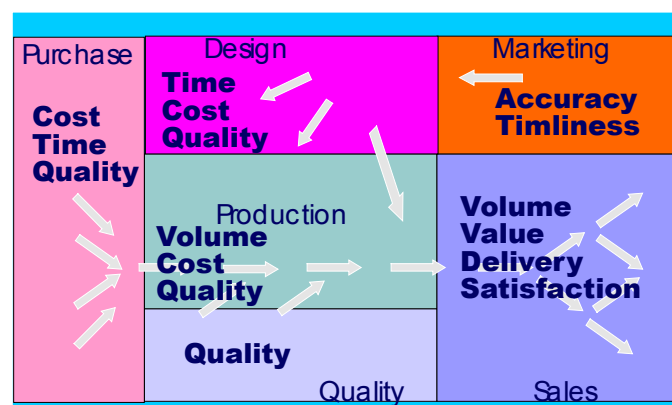 Purchase
Cost
Time
Quality
Design
Time
Cost
Quality
Marketing
Accuracy
Timliness
Production
Volume
Cost
Quality
Quality
Quality
Volume
Value
Delivery
Satisfaction
Sales